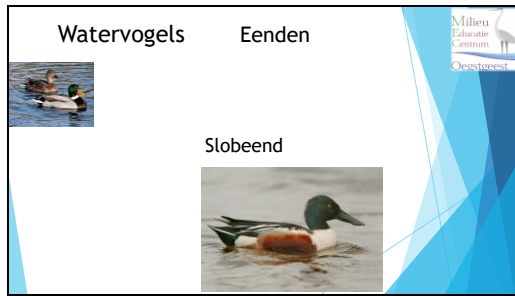 Watervogels Eenden
Milieu
Educatie
Centrum
Oegstgeest
Slobeend